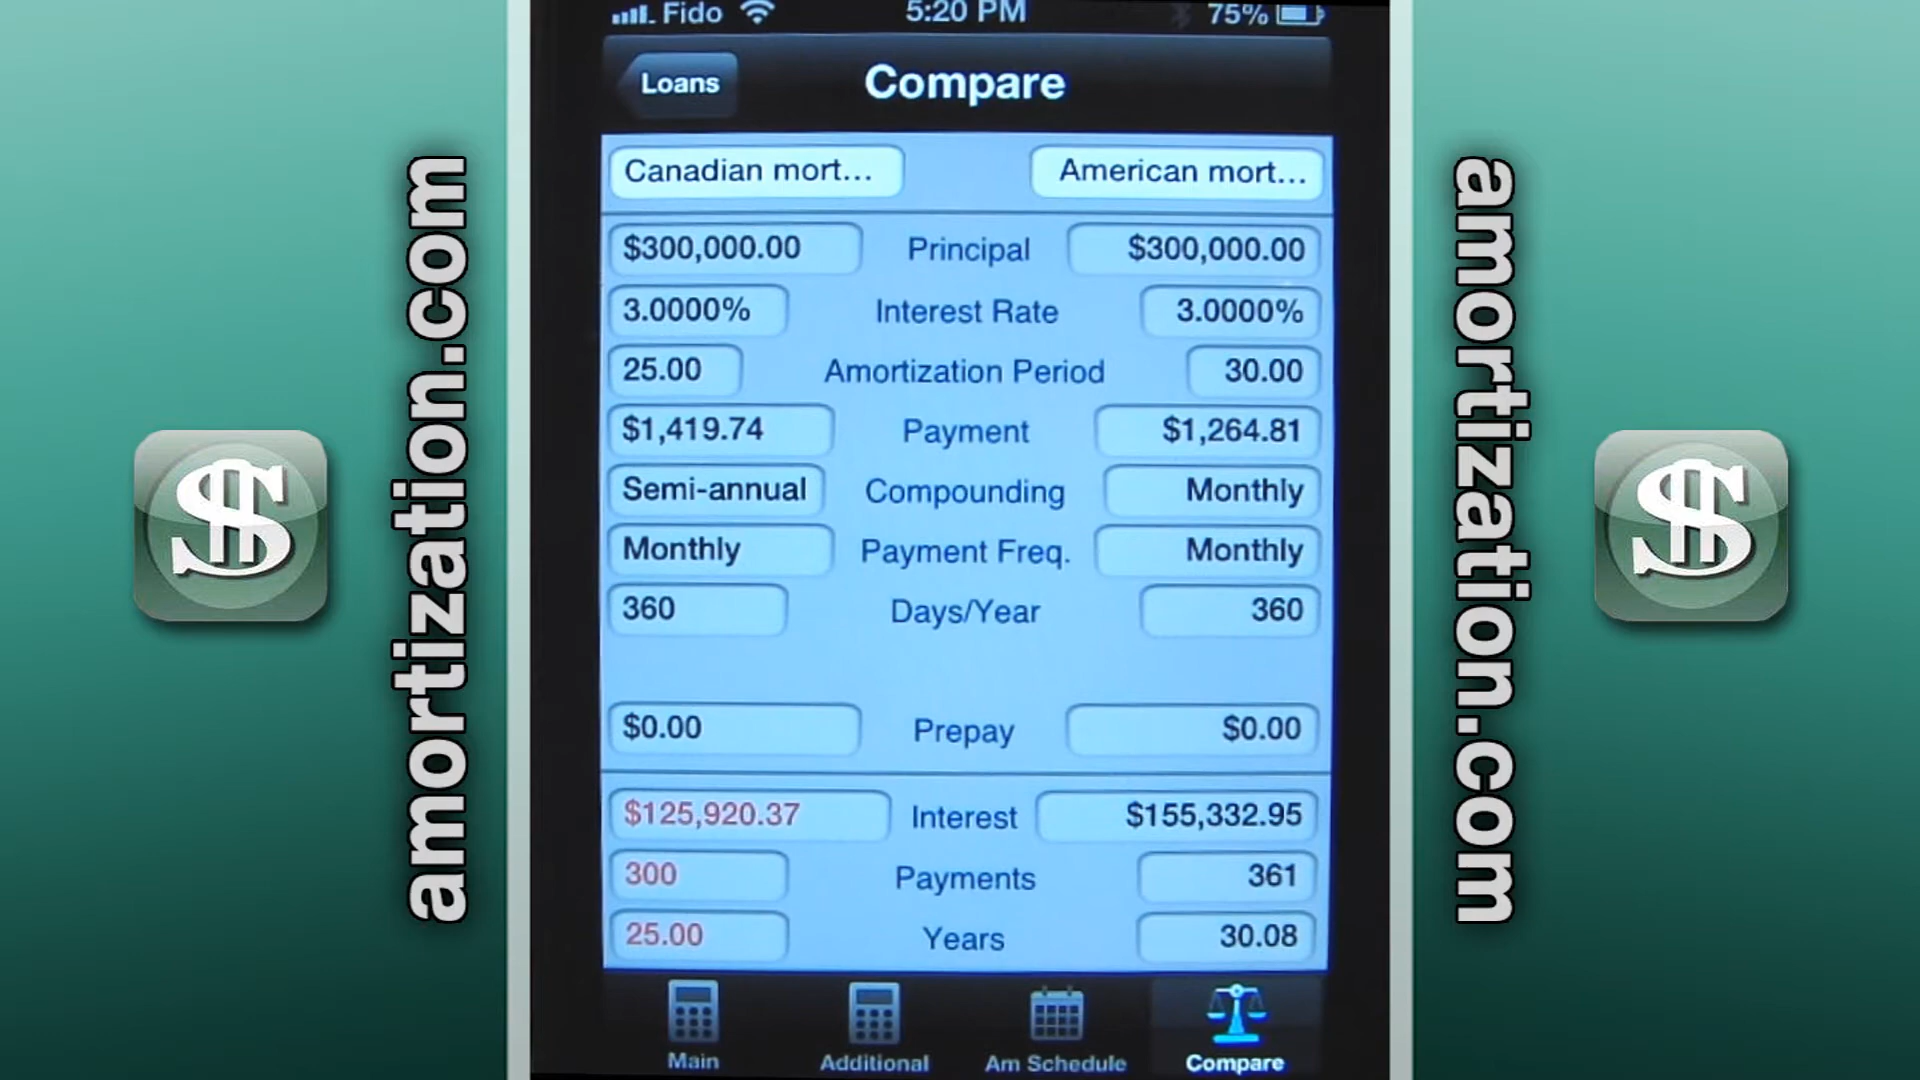 Fido 5:20 PM 75%
Loans Compare
Canadian mort... American mort...
$300,000.00 Principal $300,000.00
3.0000% Interest Rate 3.0000%
25.00 Amortization Period 30.00
$1,419.74 Payment $1,264.81
Semi-annual Compounding Monthly
Monthly Payment Freq. Monthly
360 Days/Year 360
$0.00 Prepay $0.00
$125,920.37 Interest $155,332.95
300 Payments 361
25.00 Years 30.08
Main Additional Am Schedule Compare
amortization.com
amortization.com
$
$